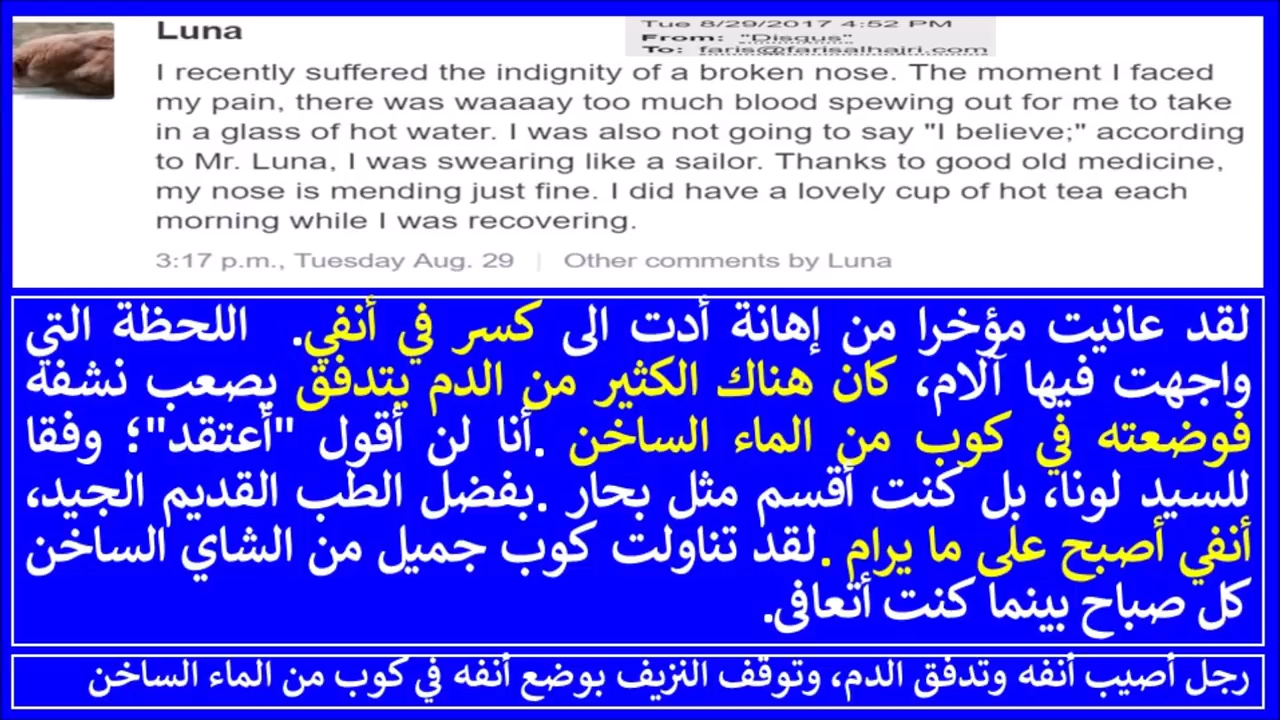 Luna
Tue 8/29/2017 4:52 PM
From: "Disqus"
To: faris@farisalhajri.com
I recently suffered the indignity of a broken nose. The moment I faced
my pain, there was waaaay too much blood spewing out for me to take
in a glass of hot water. I was also not going to say "I believe;" according
to Mr. Luna, I was swearing like a sailor. Thanks to good old medicine,
my nose is mending just fine. I did have a lovely cup of hot tea each
morning while I was recovering.
3:17 p.m., Tuesday Aug. 29 | Other comments by Luna
لقد عانيت مؤخرا من إهانة أدت الى كسر في أنفي. اللحظة التي
واجهت فيها آلام، كان هناك الكثير من الدم يتدفق يصعب نشفه
فوضعته في كوب من الماء الساخن .أنا لن أقول "أعتقد"؛ وفقا
للسيد لونا، بل كنت أقسم مثل بحار .بفضل الطب القديم الجيد،
أنفي أصبح على ما يرام .لقد تناولت كوب جميل من الشاي الساخن
كل صباح بينما كنت أتعافى.
رجل أصيب أنفه وتدفق الدم، وتوقف النزيف بوضع أنفه في كوب من الماء الساخن